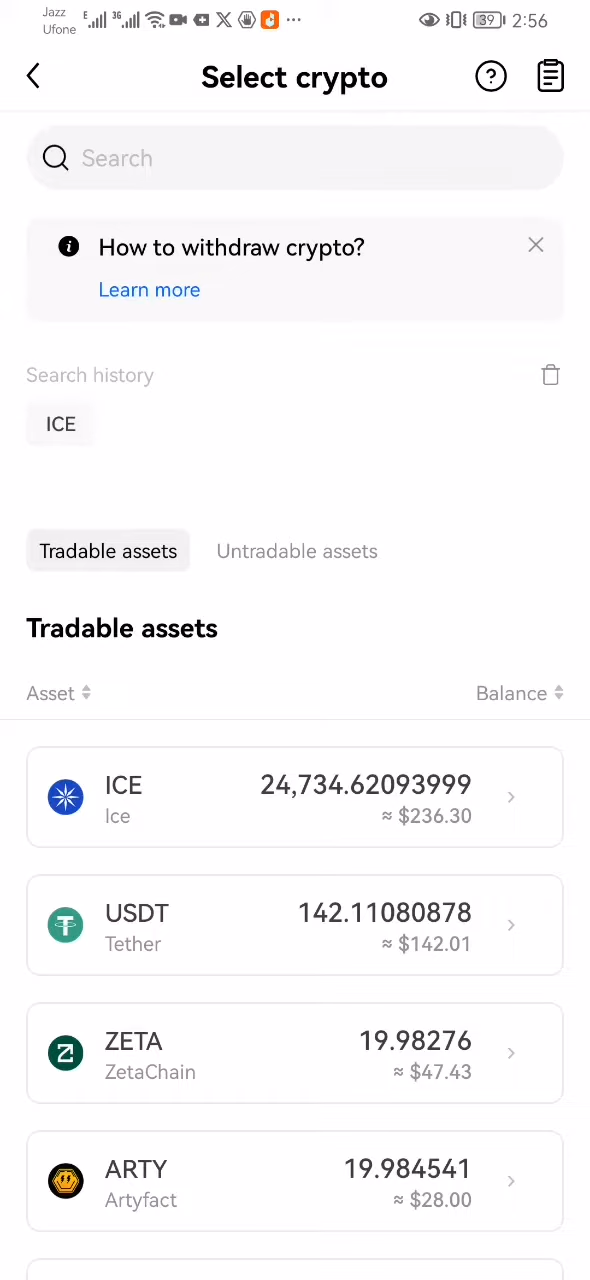 Jazz
Ufone
E 3G 39 2:56
Select crypto
Search
How to withdraw crypto?
Learn more
Search history
ICE
Tradable assets Untradable assets
Tradable assets
Asset Balance
ICE 24,734.62093999
Ice ≈ $236.30
USDT 142.11080878
Tether ≈ $142.01
ZETA 19.98276
ZetaChain ≈ $47.43
ARTY 19.984541
Artyfact ≈ $28.00